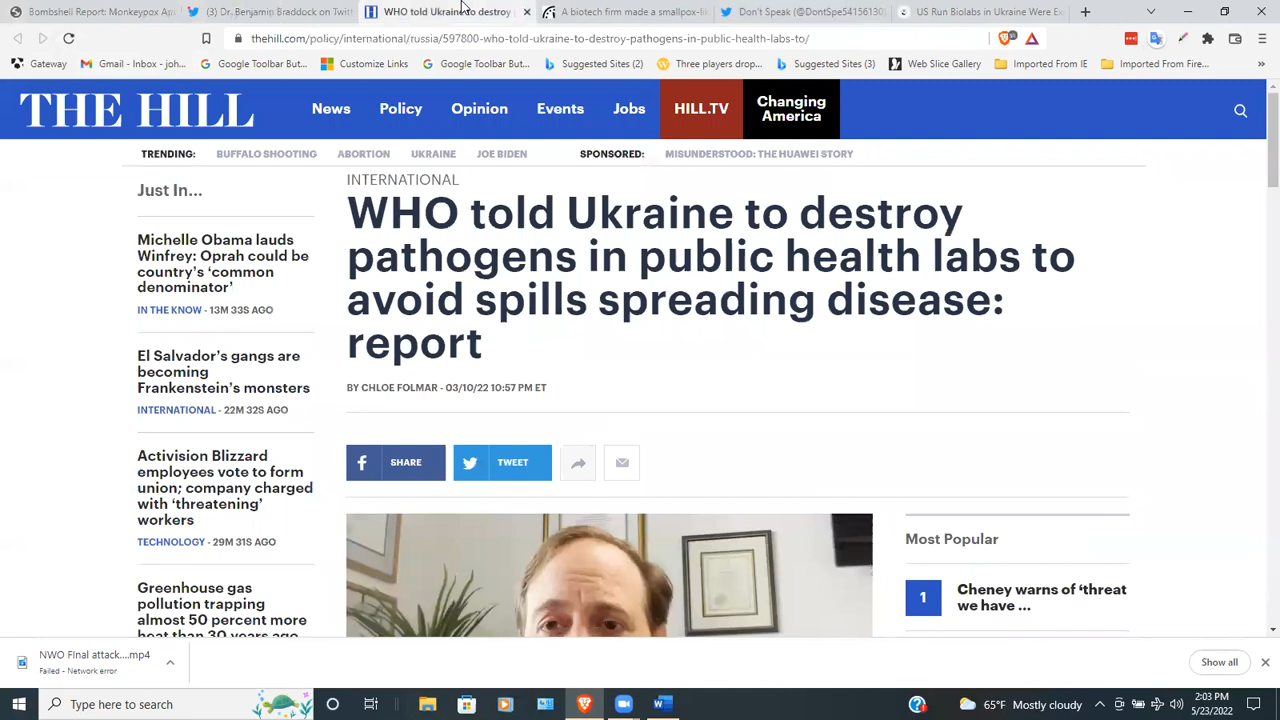 Bombshell Report: Monkeypox Ap
(3) Dr. Benjamin Braddock on Twitt
WHO told Ukraine to destroy p
A biotech firm made a smallpox-lik
Don't Speak (@DontSpe54156130)
US Run Biolabs in Ukraine Were Ex
thehill.com/policy/international/russia/597800-who-told-ukraine-to-destroy-pathogens-in-public-health-labs-to/
Gateway
Gmail - Inbox - joh...
Google Toolbar But...
Customize Links
Google Toolbar But...
Suggested Sites (2)
Three players drop...
Suggested Sites (3)
Web Slice Gallery
Imported From IE
Imported From Fire...
THE HILL
News
Policy
Opinion
Events
Jobs
HILL.TV
Changing
America
TRENDING:
BUFFALO SHOOTING
ABORTION
UKRAINE
JOE BIDEN
SPONSORED:
MISUNDERSTOOD: THE HUAWEI STORY
Just In...
Michelle Obama lauds
Winfrey: Oprah could be
country's 'common
denominator'
IN THE KNOW - 13M 33S AGO
El Salvador's gangs are
becoming
Frankenstein's monsters
INTERNATIONAL - 22M 32S AGO
Activision Blizzard
employees vote to form
union; company charged
with 'threatening'
workers
TECHNOLOGY - 29M 31S AGO
Greenhouse gas
pollution trapping
almost 50 percent more
heat than 30 years ago
INTERNATIONAL
WHO told Ukraine to destroy
pathogens in public health labs to
avoid spills spreading disease:
report
BY CHLOE FOLMAR - 03/10/22 10:57 PM ET
SHARE
TWEET
Most Popular
1
Cheney warns of 'threat
we have ...
NWO FInal attack....mp4
Failed - Network error
Show all
Type here to search
65°F Mostly cloudy
2:03 PM
5/23/2022